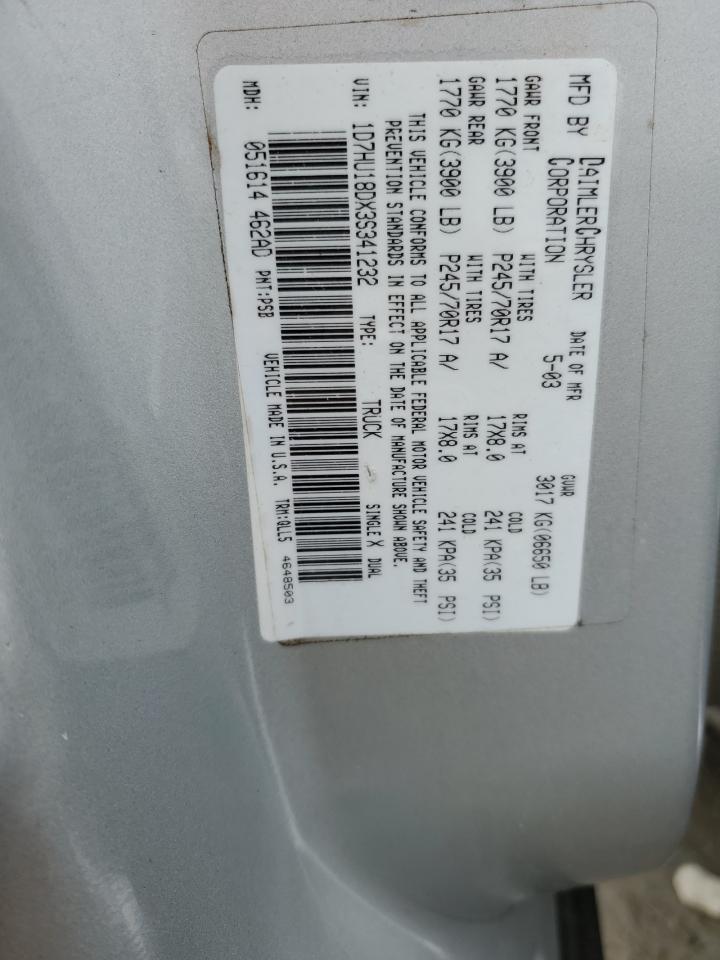 MFD BY DAIMLERCHRYSLER CORPORATION
DATE OF MFR 5-03
GVWR 3017 KG(06650 LB)
GAWR FRONT WITH TIRES RIMS AT COLD
1770 KG(3900 LB) P245/70R17 A/ 17X8.0 241 KPA(35 PSI)
GAWR REAR WITH TIRES RIMS AT COLD
1770 KG(3900 LB) P245/70R17 A/ 17X8.0 241 KPA(35 PSI)
THIS VEHICLE CONFORMS TO ALL APPLICABLE FEDERAL MOTOR VEHICLE SAFETY AND THEFT
PREVENTION STANDARDS IN EFFECT ON THE DATE OF MANUFACTURE SHOWN ABOVE.
VIN: 1D7HU18DX3S341232 TYPE: TRUCK SINGLE X DUAL
MDH: 051614 462AD PNT:PSB VEHICLE MADE IN U.S.A. TRM:QLL5 4648503